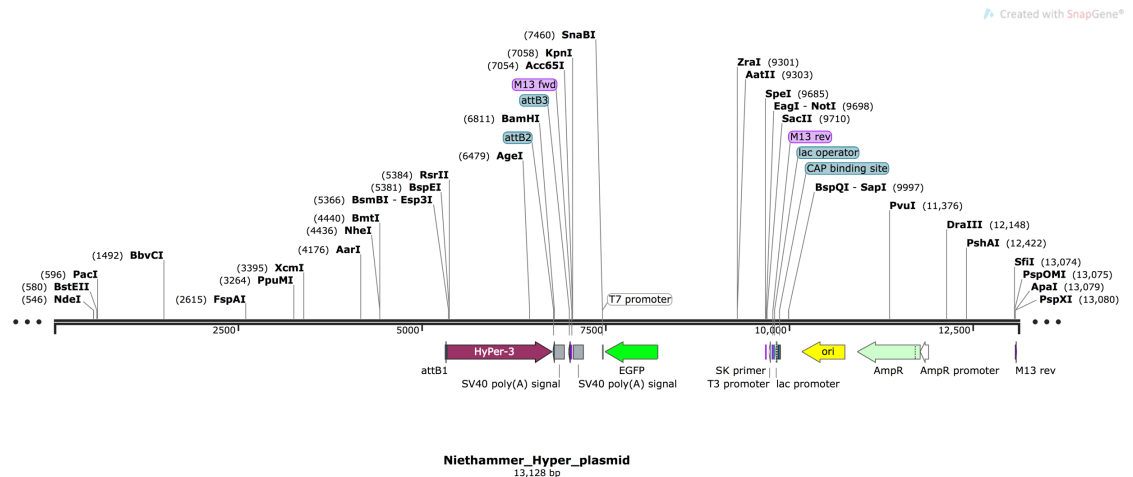 Created with SnapGene®
(7460) SnaBI
(7058) KpnI
(7054) Acc65I
M13 fwd
attB3
(6811) BamHI
attB2
(6479) AgeI
(5384) RsrII
(5381) BspEI
(5366) BsmBI - Esp3I
(4440) BmtI
(4436) NheI
(4176) AarI
(3395) XcmI
(3264) PpuMI
(2615) FspAI
(1492) BbvCI
(596) PacI
(580) BstEII
(546) NdeI
ZraI (9301)
AatII (9303)
SpeI (9685)
EagI - NotI (9698)
SacII (9710)
M13 rev
lac operator
CAP binding site
BspQI - SapI (9997)
PvuI (11,376)
DraIII (12,148)
PshAI (12,422)
SfiI (13,074)
PspOMI (13,075)
ApaI (13,079)
PspXI (13,080)
T7 promoter
2500 5000 7500 10,000 12,500
HyPer-3
ori
attB1
EGFP
SK primer
AmpR
AmpR promoter
M13 rev
SV40 poly(A) signal
SV40 poly(A) signal
T3 promoter
lac promoter
Niethammer_Hyper_plasmid
13,128 bp